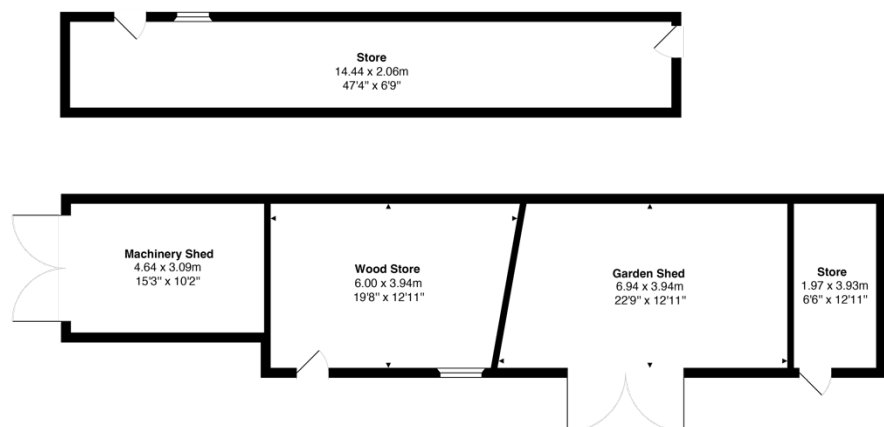 Store
14.44 x 2.06m
47'4" x 6'9"
Machinery Shed
4.64 x 3.09m
15'3" x 10'2"
Wood Store
6.00 x 3.94m
19'8" x 12'11"
Garden Shed
6.94 x 3.94m
22'9" x 12'11"
Store
1.97 x 3.93m
6'6" x 12'11"